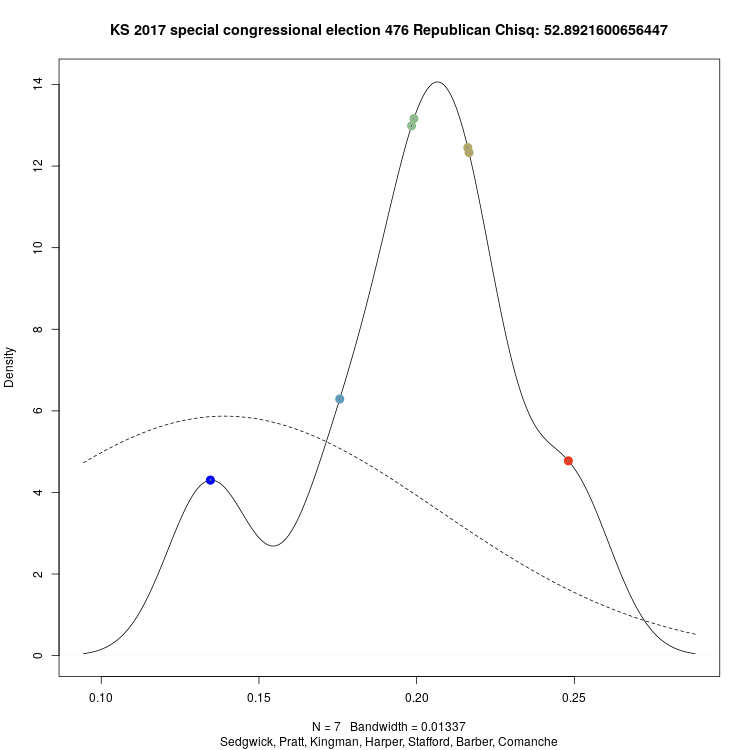 KS 2017 special congressional election 476 Republican Chisq: 52.8921600656447
Density
14
12
10
8
6
4
2
0
0.10 0.15 0.20 0.25
N = 7 Bandwidth = 0.01337
Sedgwick, Pratt, Kingman, Harper, Stafford, Barber, Comanche